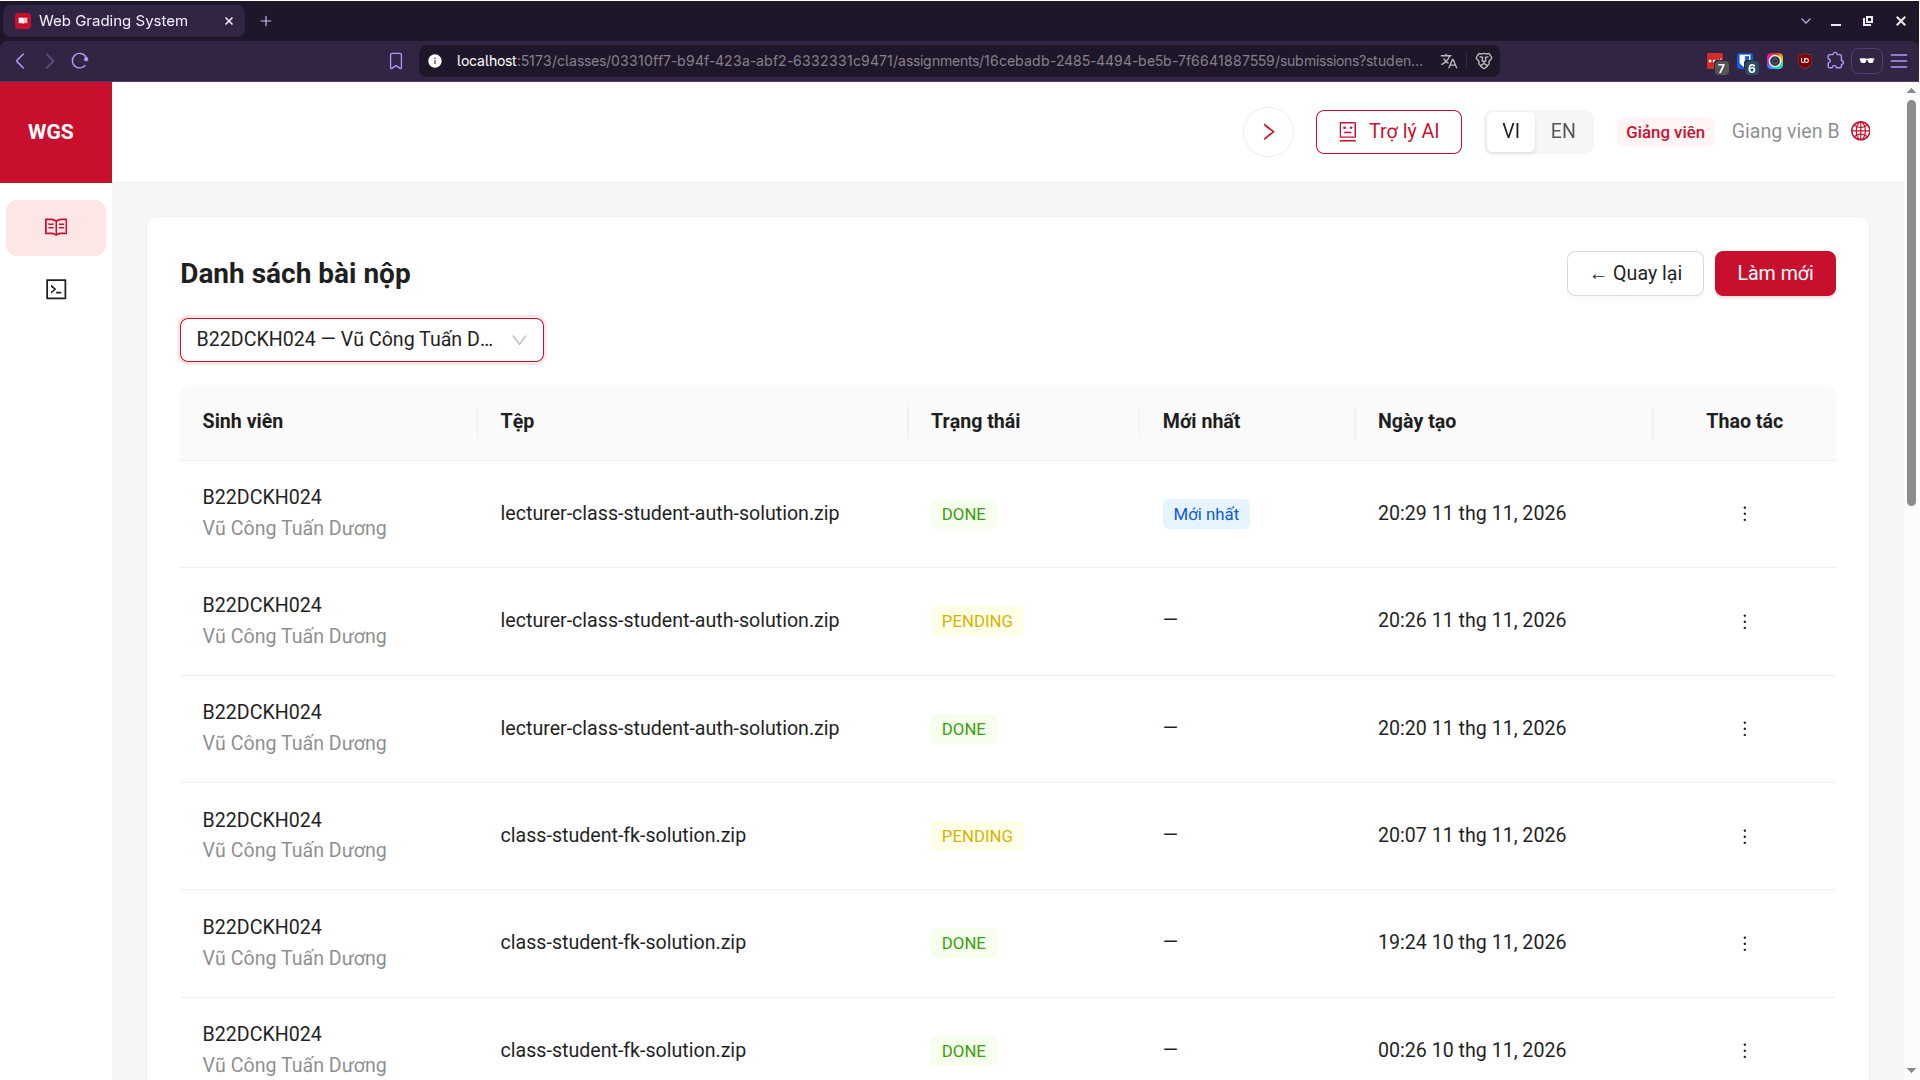 Web Grading System
localhost:5173/classes/03310ff7-b94f-423a-abf2-6332331c9471/assignments/16cebadb-2485-4494-be5b-7f6641887559/submissions?studen...
7
6
WGS
Trợ lý AI
VI
EN
Giảng viên
Giang vien B
Danh sách bài nộp
← Quay lại
Làm mới
B22DCKH024 — Vũ Công Tuấn D...
Sinh viên Tệp Trạng thái Mới nhất Ngày tạo Thao tác
B22DCKH024
Vũ Công Tuấn Dương
lecturer-class-student-auth-solution.zip DONE Mới nhất 20:29 11 thg 11, 2026
B22DCKH024
Vũ Công Tuấn Dương
lecturer-class-student-auth-solution.zip PENDING — 20:26 11 thg 11, 2026
B22DCKH024
Vũ Công Tuấn Dương
lecturer-class-student-auth-solution.zip DONE — 20:20 11 thg 11, 2026
B22DCKH024
Vũ Công Tuấn Dương
class-student-fk-solution.zip PENDING — 20:07 11 thg 11, 2026
B22DCKH024
Vũ Công Tuấn Dương
class-student-fk-solution.zip DONE — 19:24 10 thg 11, 2026
B22DCKH024
Vũ Công Tuấn Dương
class-student-fk-solution.zip DONE — 00:26 10 thg 11, 2026